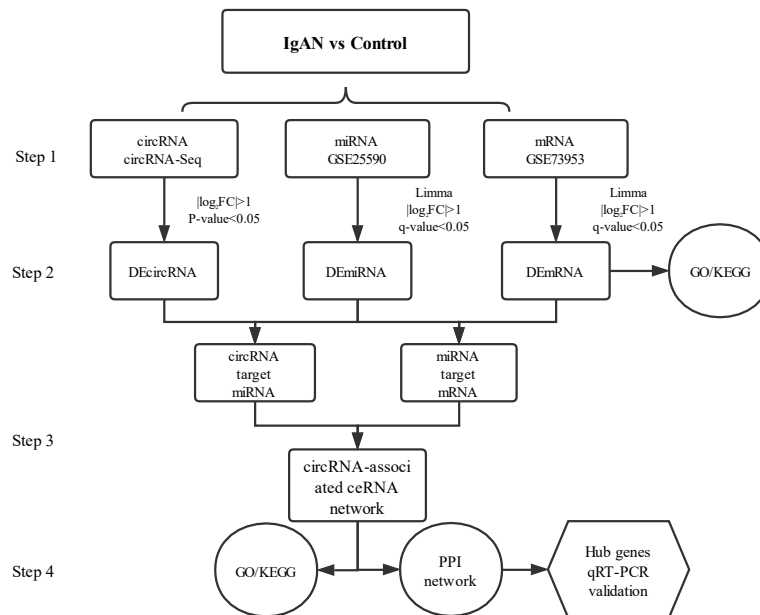 IgAN vs Control
Step 1
circRNA
circRNA-Seq
miRNA
GSE25590
mRNA
GSE73953
|log2FC|>1
P-value<0.05
Limma
|log2FC|>1
q-value<0.05
Limma
|log2FC|>1
q-value<0.05
Step 2
DEcircRNA
DEmiRNA
DEmRNA
GO/KEGG
circRNA
target
miRNA
miRNA
target
mRNA
Step 3
circRNA-associ
ated ceRNA
network
Step 4
GO/KEGG
PPI
network
Hub genes
qRT-PCR
validation